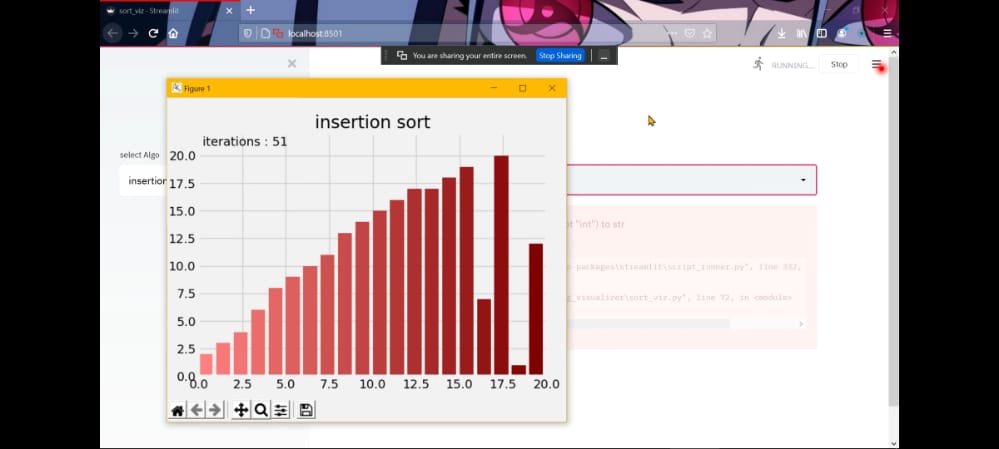 sort_viz · Streamlit
localhost:8501
You are sharing your entire screen.
Stop Sharing
RUNNING...
Stop
Figure 1
insertion sort
iterations : 51
select Algo
insertion
20.0
17.5
15.0
12.5
10.0
7.5
5.0
2.5
0.0
0.0 2.5 5.0 7.5 10.0 12.5 15.0 17.5 20.0
"int") to str
-packages\streamlit\script_runner.py", line 332,
_visualizer\sort_viz.py", line 72, in <module>